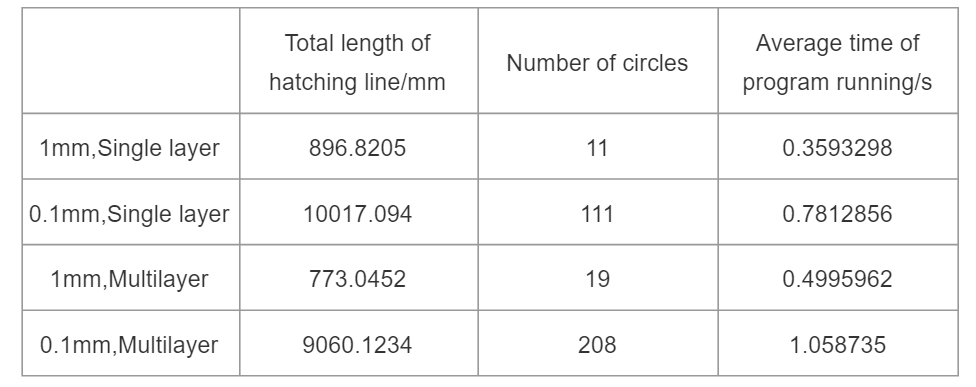 Total length of
hatching line/mm
Number of circles
Average time of
program running/s
1mm,Single layer
896.8205
11
0.3593298
0.1mm,Single layer
10017.094
111
0.7812856
1mm,Multilayer
773.0452
19
0.4995962
0.1mm,Multilayer
9060.1234
208
1.058735